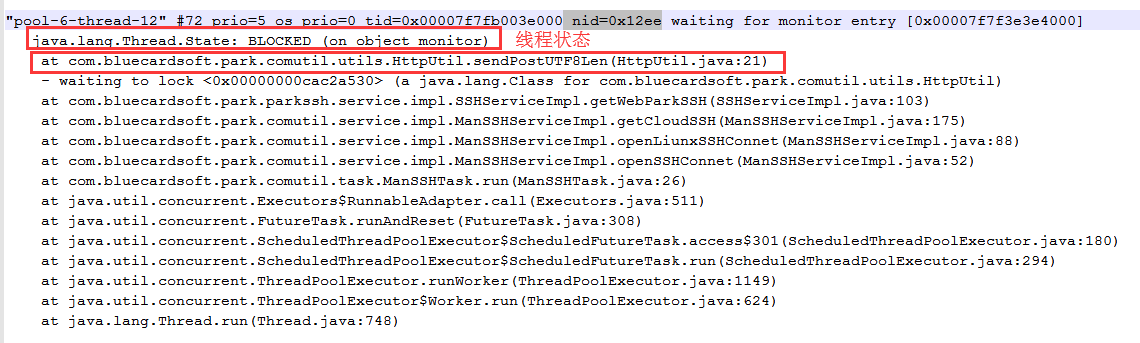 "pool-6-thread-12" #72 prio=5 os_prio=0 tid=0x00007f7fb003e000 nid=0x12ee waiting for monitor entry [0x00007f7f3e3e4000]
java.lang.Thread.State: BLOCKED (on object monitor) 线程状态
at com.bluecardsoft.park.comutil.utils.HttpUtil.sendPostUTF8Len(HttpUtil.java:21)
- waiting to lock <0x00000000cac2a530> (a java.lang.Class for com.bluecardsoft.park.comutil.utils.HttpUtil)
at com.bluecardsoft.park.parkssh.service.impl.SSHServiceImpl.getWebParkSSH(SSHServiceImpl.java:103)
at com.bluecardsoft.park.comutil.service.impl.ManSSHServiceImpl.getCloudSSH(ManSSHServiceImpl.java:175)
at com.bluecardsoft.park.comutil.service.impl.ManSSHServiceImpl.openLiunxSSHConnet(ManSSHServiceImpl.java:88)
at com.bluecardsoft.park.comutil.service.impl.ManSSHServiceImpl.openSSHConnet(ManSSHServiceImpl.java:52)
at com.bluecardsoft.park.comutil.task.ManSSHTask.run(ManSSHTask.java:26)
at java.util.concurrent.Executors$RunnableAdapter.call(Executors.java:511)
at java.util.concurrent.FutureTask.runAndReset(FutureTask.java:308)
at java.util.concurrent.ScheduledThreadPoolExecutor$ScheduledFutureTask.access$301(ScheduledThreadPoolExecutor.java:180)
at java.util.concurrent.ScheduledThreadPoolExecutor$ScheduledFutureTask.run(ScheduledThreadPoolExecutor.java:294)
at java.util.concurrent.ThreadPoolExecutor.runWorker(ThreadPoolExecutor.java:1149)
at java.util.concurrent.ThreadPoolExecutor$Worker.run(ThreadPoolExecutor.java:624)
at java.lang.Thread.run(Thread.java:748)